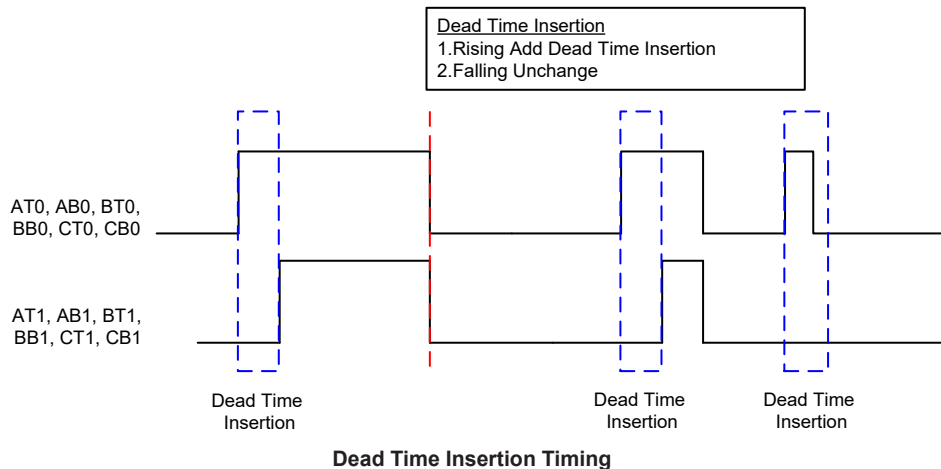 Dead Time Insertion
1.Rising Add Dead Time Insertion
2.Falling Unchange
AT0, AB0, BT0,
BB0, CT0, CB0
AT1, AB1, BT1,
BB1, CT1, CB1
Dead Time
Insertion
Dead Time
Insertion
Dead Time
Insertion
Dead Time Insertion Timing